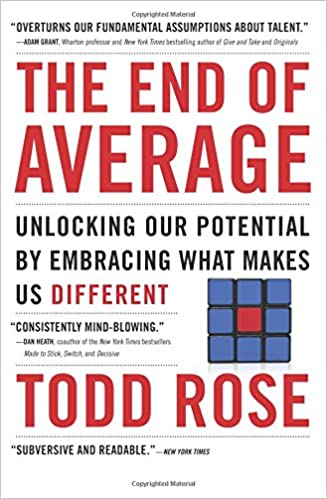 "OVERTURNS OUR FUNDAMENTAL ASSUMPTIONS ABOUT TALENT."
—ADAM GRANT, Wharton professor and New York Times bestselling author of Give and Take and Originals
THE END OF
AVERAGE
UNLOCKING OUR POTENTIAL
BY EMBRACING WHAT MAKES
US DIFFERENT
"CONSISTENTLY MIND-BLOWING."
—DAN HEATH, coauthor of the New York Times bestsellers
Made to Stick, Switch, and Decisive
TODD ROSE
"SUBVERSIVE AND READABLE."—NEW YORK TIMES